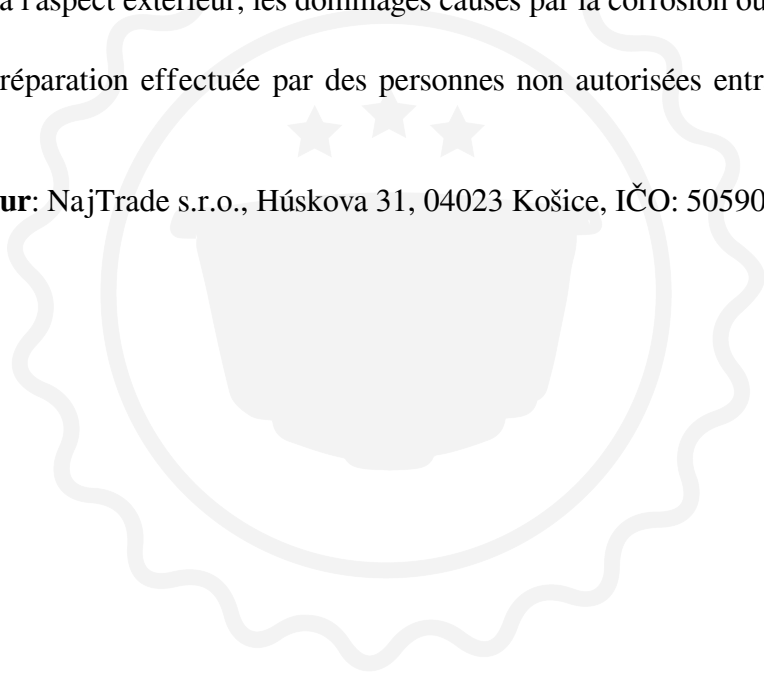 à l'aspect extérieur, les dommages causés par la corrosion ou
réparation effectuée par des personnes non autorisées entr
ur: NajTrade s.r.o., Húskova 31, 04023 Košice, IČO: 50590